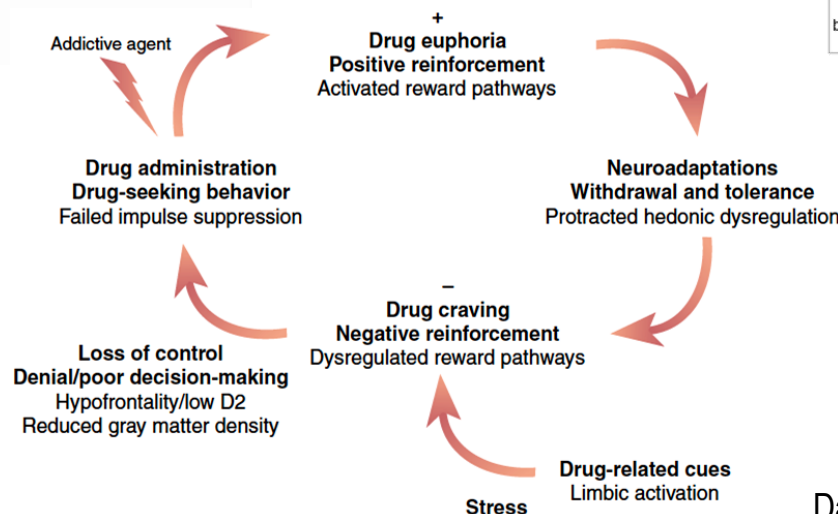 Addictive agent
+
Drug euphoria
Positive reinforcement
Activated reward pathways
Drug administration
Drug-seeking behavior
Failed impulse suppression
Neuroadaptations
Withdrawal and tolerance
Protracted hedonic dysregulation
–
Drug craving
Negative reinforcement
Dysregulated reward pathways
Loss of control
Denial/poor decision-making
Hypofrontality/low D2
Reduced gray matter density
Drug-related cues
Limbic activation
Stress